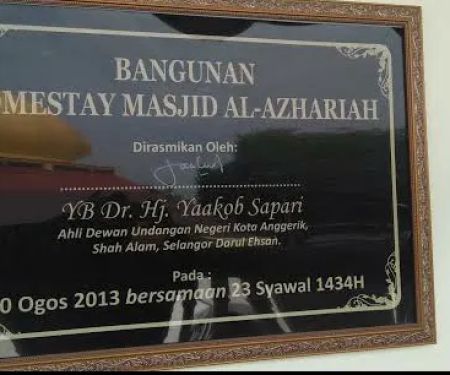 BANGUNAN
OMESTAY MASJID AL-AZHARIAH
Dirasmikan Oleh:
YB Dr. Hj. Yaakob Sapari
Ahli Dewan Undangan Negeri Kota Anggerik,
Shah Alam, Selangor Darul Ehsan.
Pada :
0 Ogos 2013 bersamaan 23 Syawal 1434H